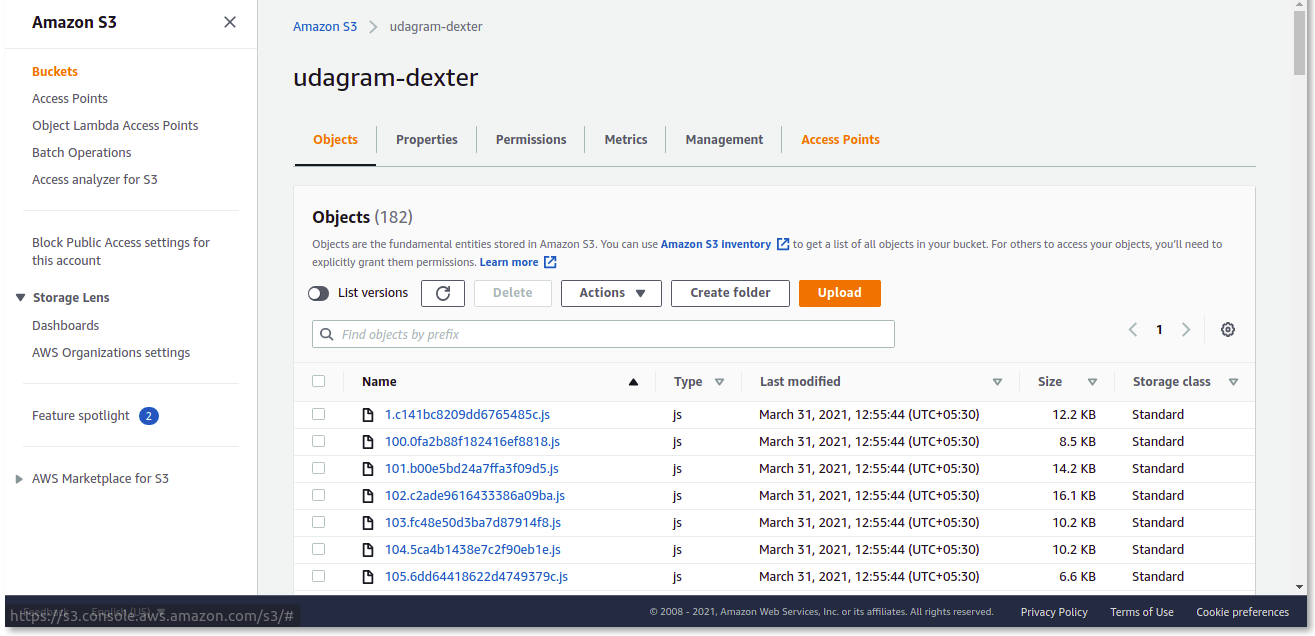 Amazon S3
Buckets
Access Points
Object Lambda Access Points
Batch Operations
Access analyzer for S3
Block Public Access settings for
this account
Storage Lens
Dashboards
AWS Organizations settings
Feature spotlight 2
AWS Marketplace for S3
Amazon S3 udagram-dexter
udagram-dexter
Objects Properties Permissions Metrics Management Access Points
Objects (182)
Objects are the fundamental entities stored in Amazon S3. You can use Amazon S3 inventory to get a list of all objects in your bucket. For others to access your objects, you'll need to
explicitly grant them permissions. Learn more
List versions Delete Actions Create folder Upload
Find objects by prefix 1
Name Type Last modified Size Storage class
1.c141bc8209dd6765485c.js js March 31, 2021, 12:55:44 (UTC+05:30) 12.2 KB Standard
100.0fa2b88f182416ef8818.js js March 31, 2021, 12:55:44 (UTC+05:30) 8.5 KB Standard
101.b00e5bd24a7ffa3f09d5.js js March 31, 2021, 12:55:44 (UTC+05:30) 14.2 KB Standard
102.c2ade9616433386a09ba.js js March 31, 2021, 12:55:44 (UTC+05:30) 16.1 KB Standard
103.fc48e50d3ba7d87914f8.js js March 31, 2021, 12:55:44 (UTC+05:30) 10.2 KB Standard
104.5ca4b1438e7c2f90eb1e.js js March 31, 2021, 12:55:44 (UTC+05:30) 10.2 KB Standard
105.6dd64418622d4749379c.js js March 31, 2021, 12:55:44 (UTC+05:30) 6.6 KB Standard
Feedback English (US)
https://s3.console.aws.amazon.com/s3/#
© 2008 - 2021, Amazon Web Services, Inc. or its affiliates. All rights reserved. Privacy Policy Terms of Use Cookie preferences